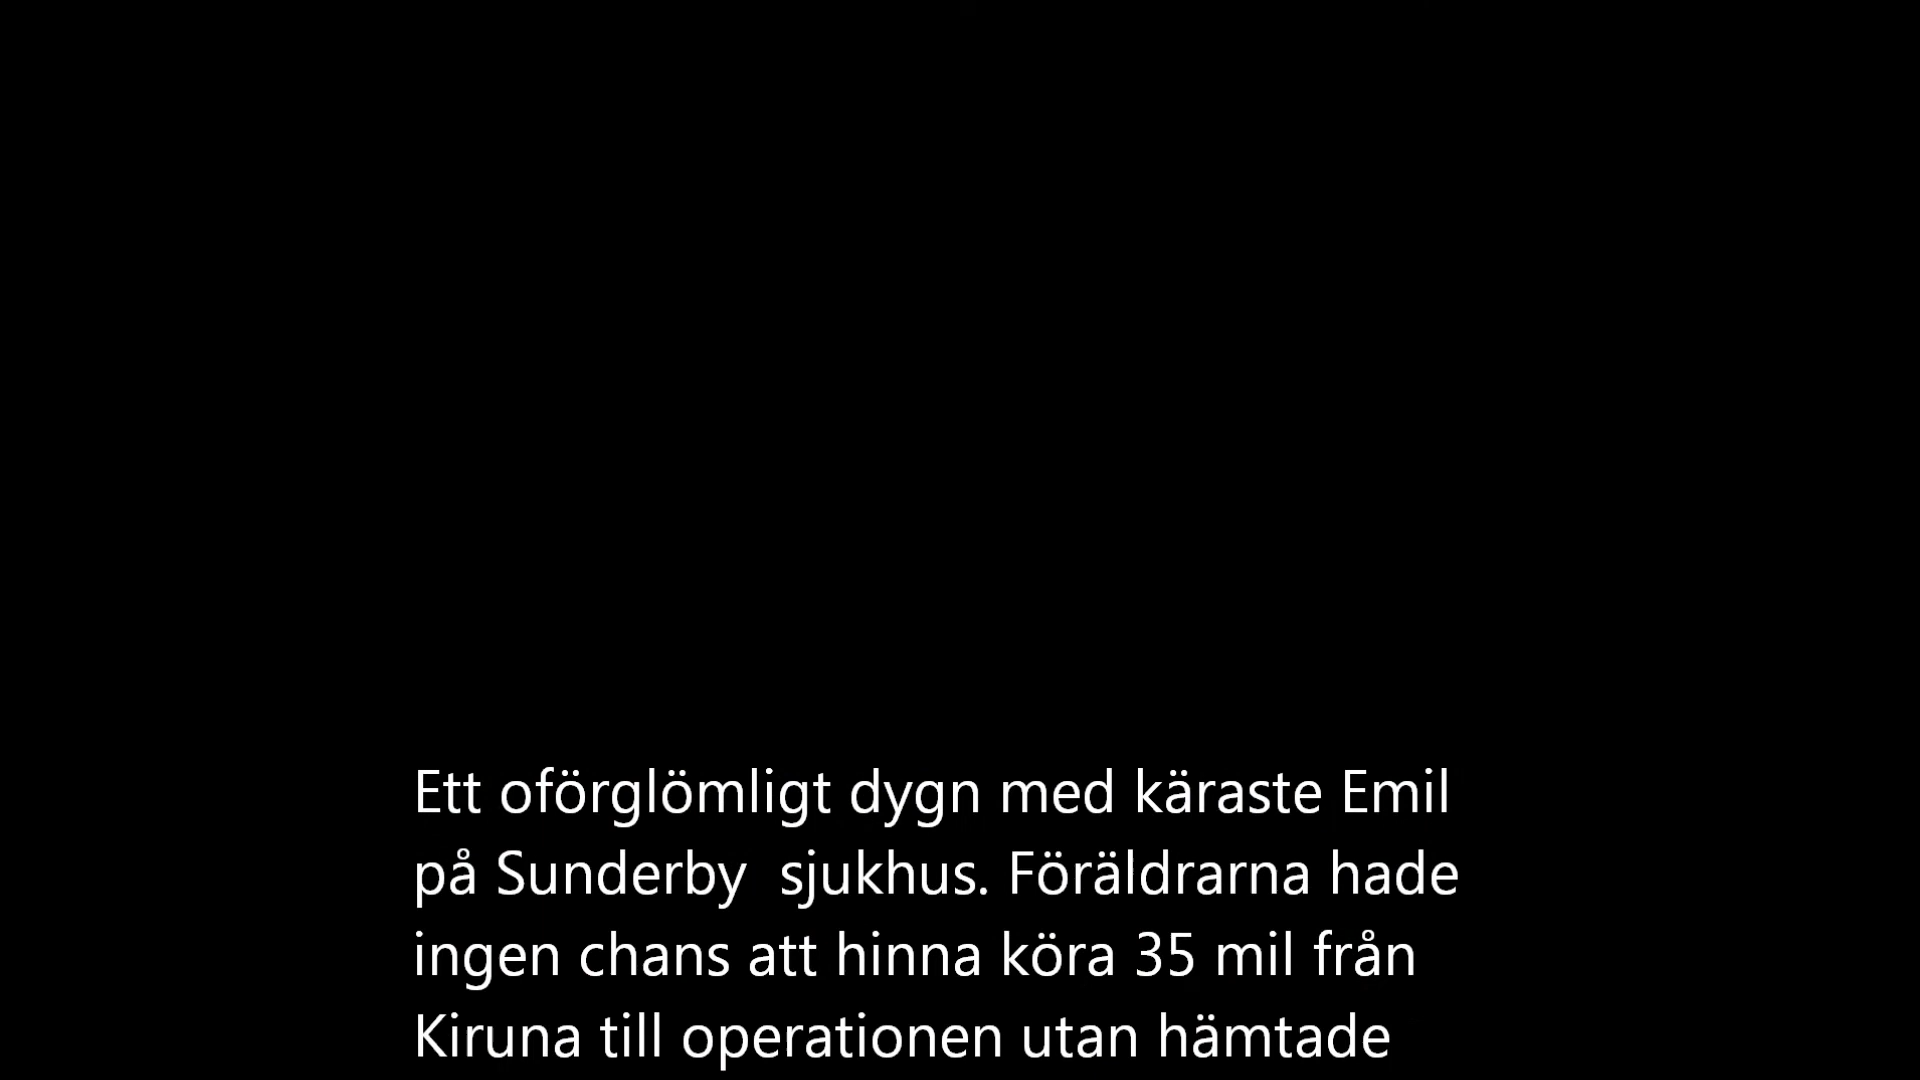 Ett oförglömligt dygn med käraste Emil
på Sunderby  sjukhus. Föräldrarna hade
ingen chans att hinna köra 35 mil från
Kiruna till operationen utan hämtade